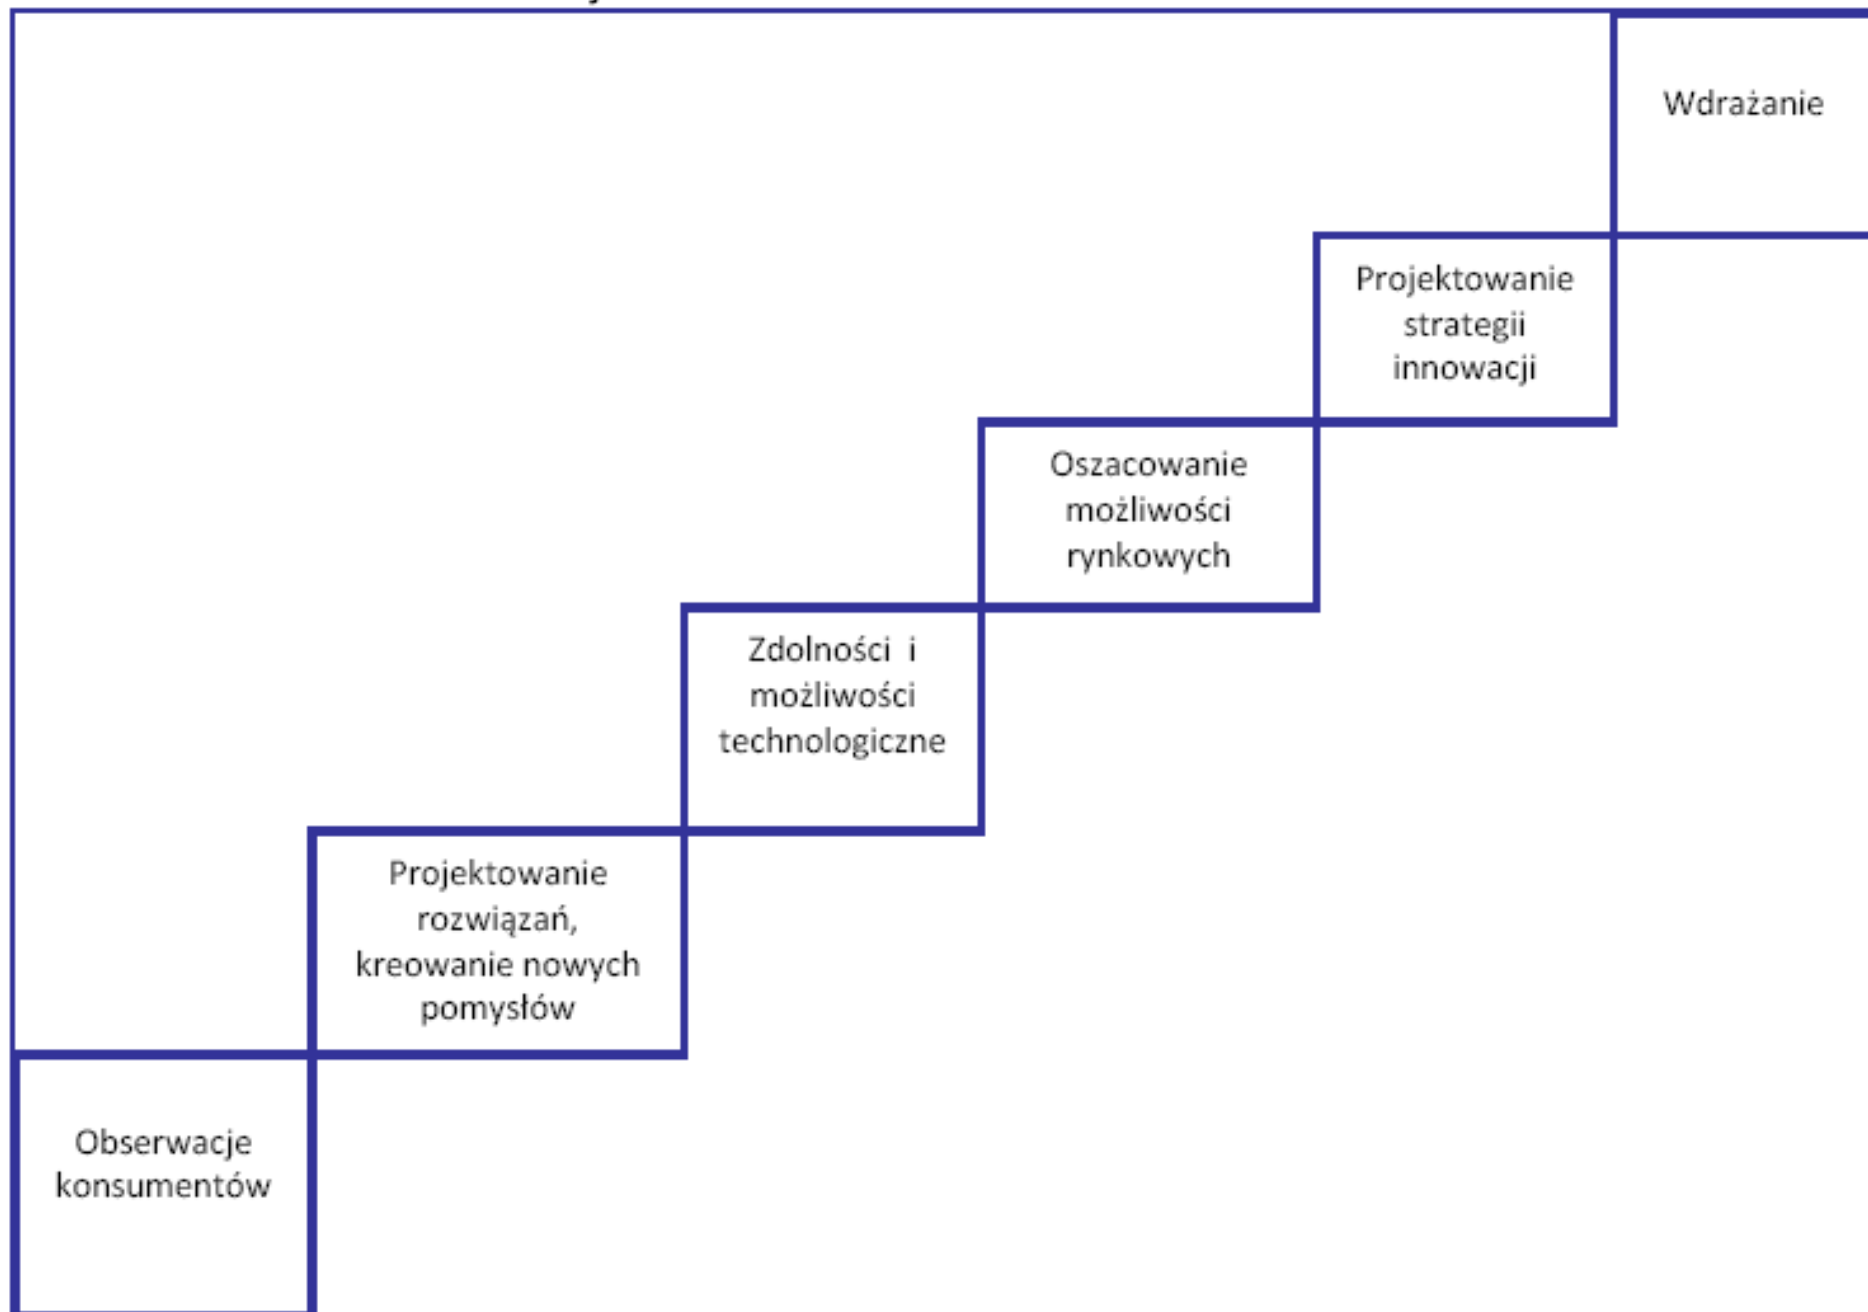 Wdrażanie
Projektowanie
strategii
innowacji
Oszacowanie
możliwości
rynkowych
Zdolności i
możliwości
technologiczne
Projektowanie
rozwiązań,
kreowanie nowych
pomysłów
Obserwacje
konsumentów